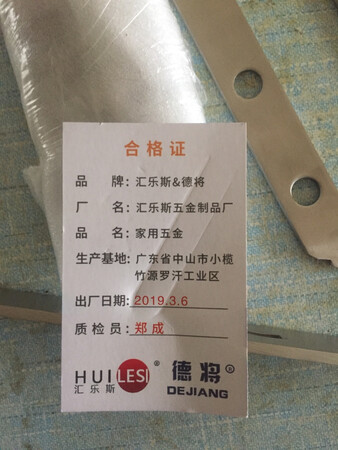 合格证
品 牌: 汇乐斯&德将
厂 名: 汇乐斯五金制品厂
品 名: 家用五金
生产基地: 广东省中山市小榄
竹源罗汗工业区
出厂日期: 2019.3.6
质检员: 郑成
HUILESI® 德将®
汇乐斯 DEJIANG